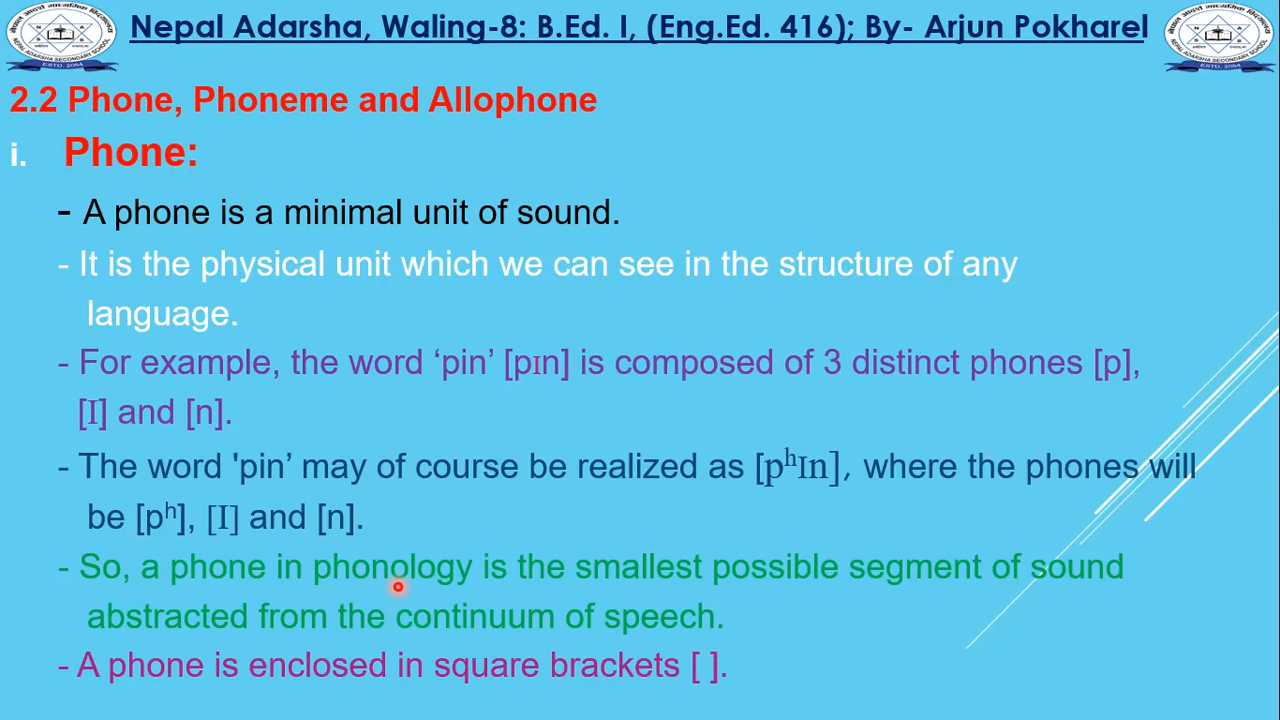 Nepal Adarsha, Waling-8: B.Ed. I, (Eng.Ed. 416); By- Arjun Pokharel
2.2 Phone, Phoneme and Allophone
i. Phone:
- A phone is a minimal unit of sound.
- It is the physical unit which we can see in the structure of any
language.
- For example, the word ‘pin’ [pɪn] is composed of 3 distinct phones [p],
[I] and [n].
- The word 'pin’ may of course be realized as [pʰIn], where the phones will
be [pʰ], [I] and [n].
- So, a phone in phonology is the smallest possible segment of sound
abstracted from the continuum of speech.
- A phone is enclosed in square brackets [ ].